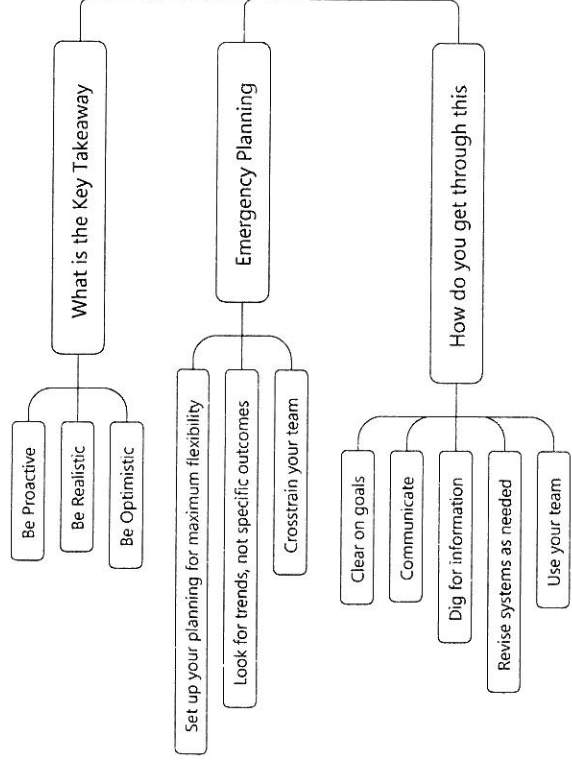 What is the Key Takeaway
Be Proactive
Be Realistic
Be Optimistic
Emergency Planning
Set up your planning for maximum flexibility
Look for trends, not specific outcomes
Crosstrain your team
How do you get through this
Clear on goals
Communicate
Dig for information
Revise systems as needed
Use your team